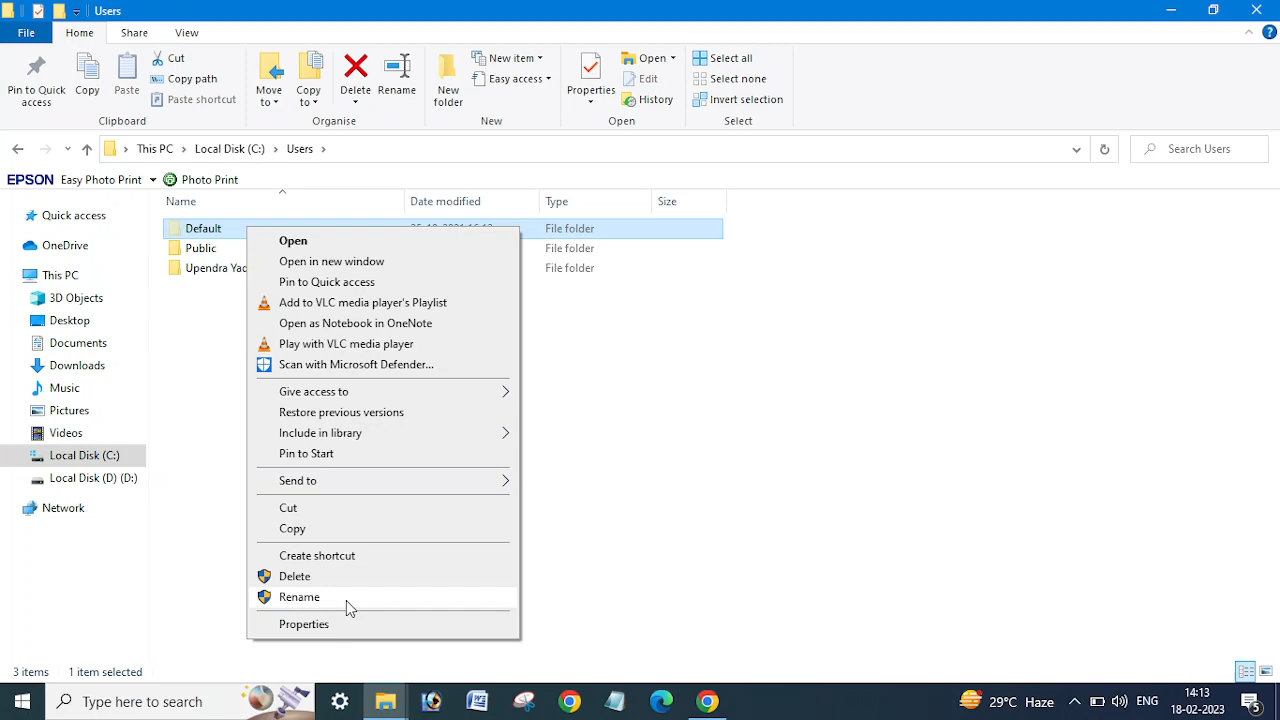 Users
File Home Share View
Pin to Quick access
Copy
Paste
Cut
Copy path
Paste shortcut
Clipboard
Move to
Copy to
Delete
Rename
Organise
New folder
New item
Easy access
New
Properties
Open
Edit
History
Open
Select all
Select none
Invert selection
Select
This PC Local Disk (C:) Users
Search Users
EPSON Easy Photo Print Photo Print
Name Date modified Type Size
Quick access
OneDrive
This PC
3D Objects
Desktop
Documents
Downloads
Music
Pictures
Videos
Local Disk (C:)
Local Disk (D) (D:)
Network
Default File folder
Public File folder
Upendra File folder
Open
Open in new window
Pin to Quick access
Add to VLC media player's Playlist
Open as Notebook in OneNote
Play with VLC media player
Scan with Microsoft Defender...
Give access to
Restore previous versions
Include in library
Pin to Start
Send to
Cut
Copy
Create shortcut
Delete
Rename
Properties
3 items 1 item selected
Type here to search
29°C Haze
ENG
14:13
18-02-2023
5